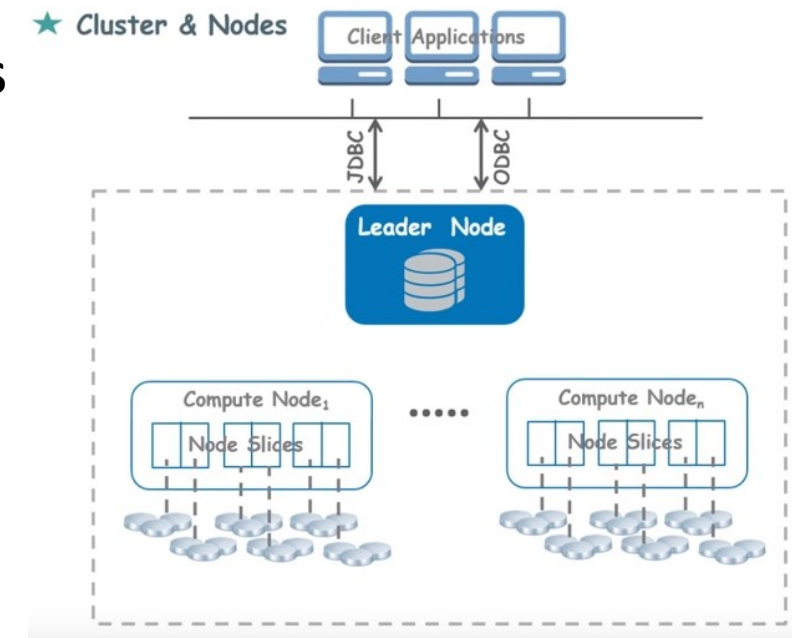 Cluster & Nodes
s
Client Applications
JDBC
ODBC
Leader Node
Compute Node₁
Compute Nodeₙ
Node Slices
Node Slices